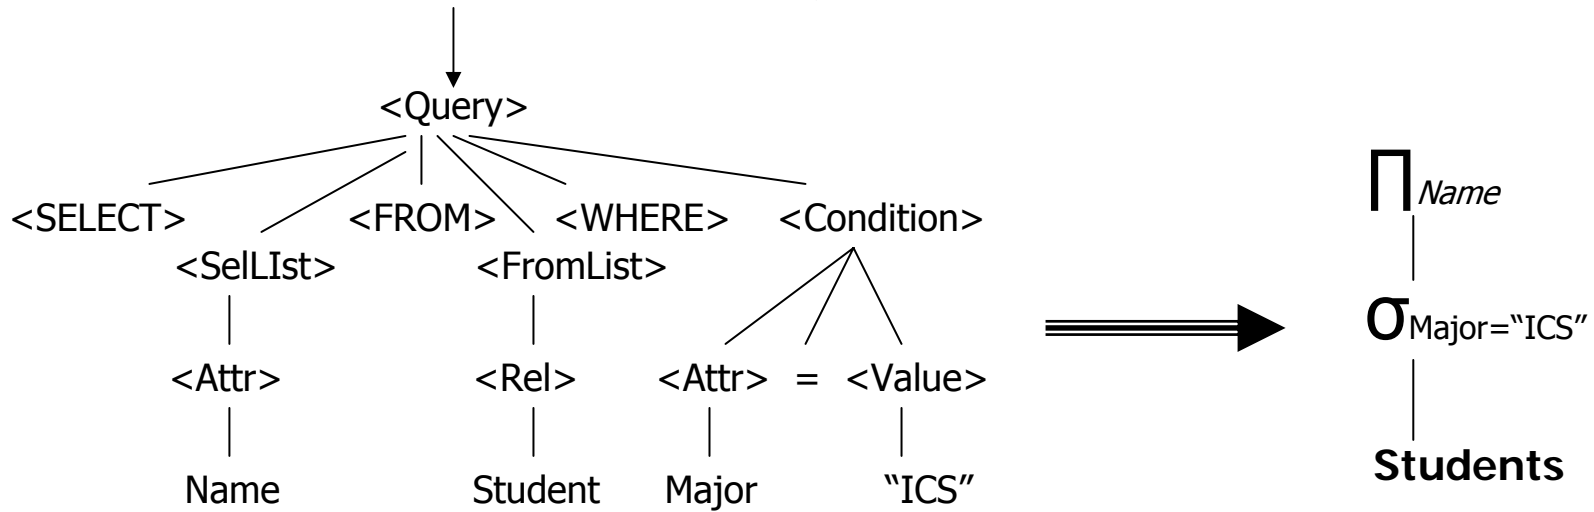 <Query>
<SELECT> <FROM> <WHERE> <Condition>
<SelLIst> <FromList>
<Attr> <Rel> <Attr> = <Value>
Name Student Major “ICS”
∏Name
σMajor=“ICS”
Students